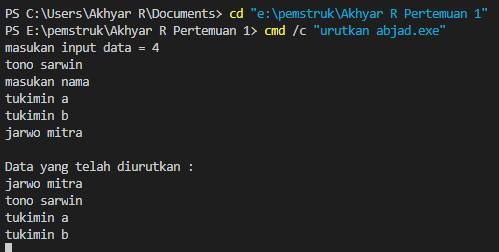 PS C:\Users\Akhyar R\Documents> cd "e:\pemstruk\Akhyar R Pertemuan 1"
PS E:\pemstruk\Akhyar R Pertemuan 1> cmd /c "urutkan abjad.exe"
masukan input data = 4
tono sarwin
masukan nama
tukimin a
tukimin b
jarwo mitra

Data yang telah diurutkan :
jarwo mitra
tono sarwin
tukimin a
tukimin b